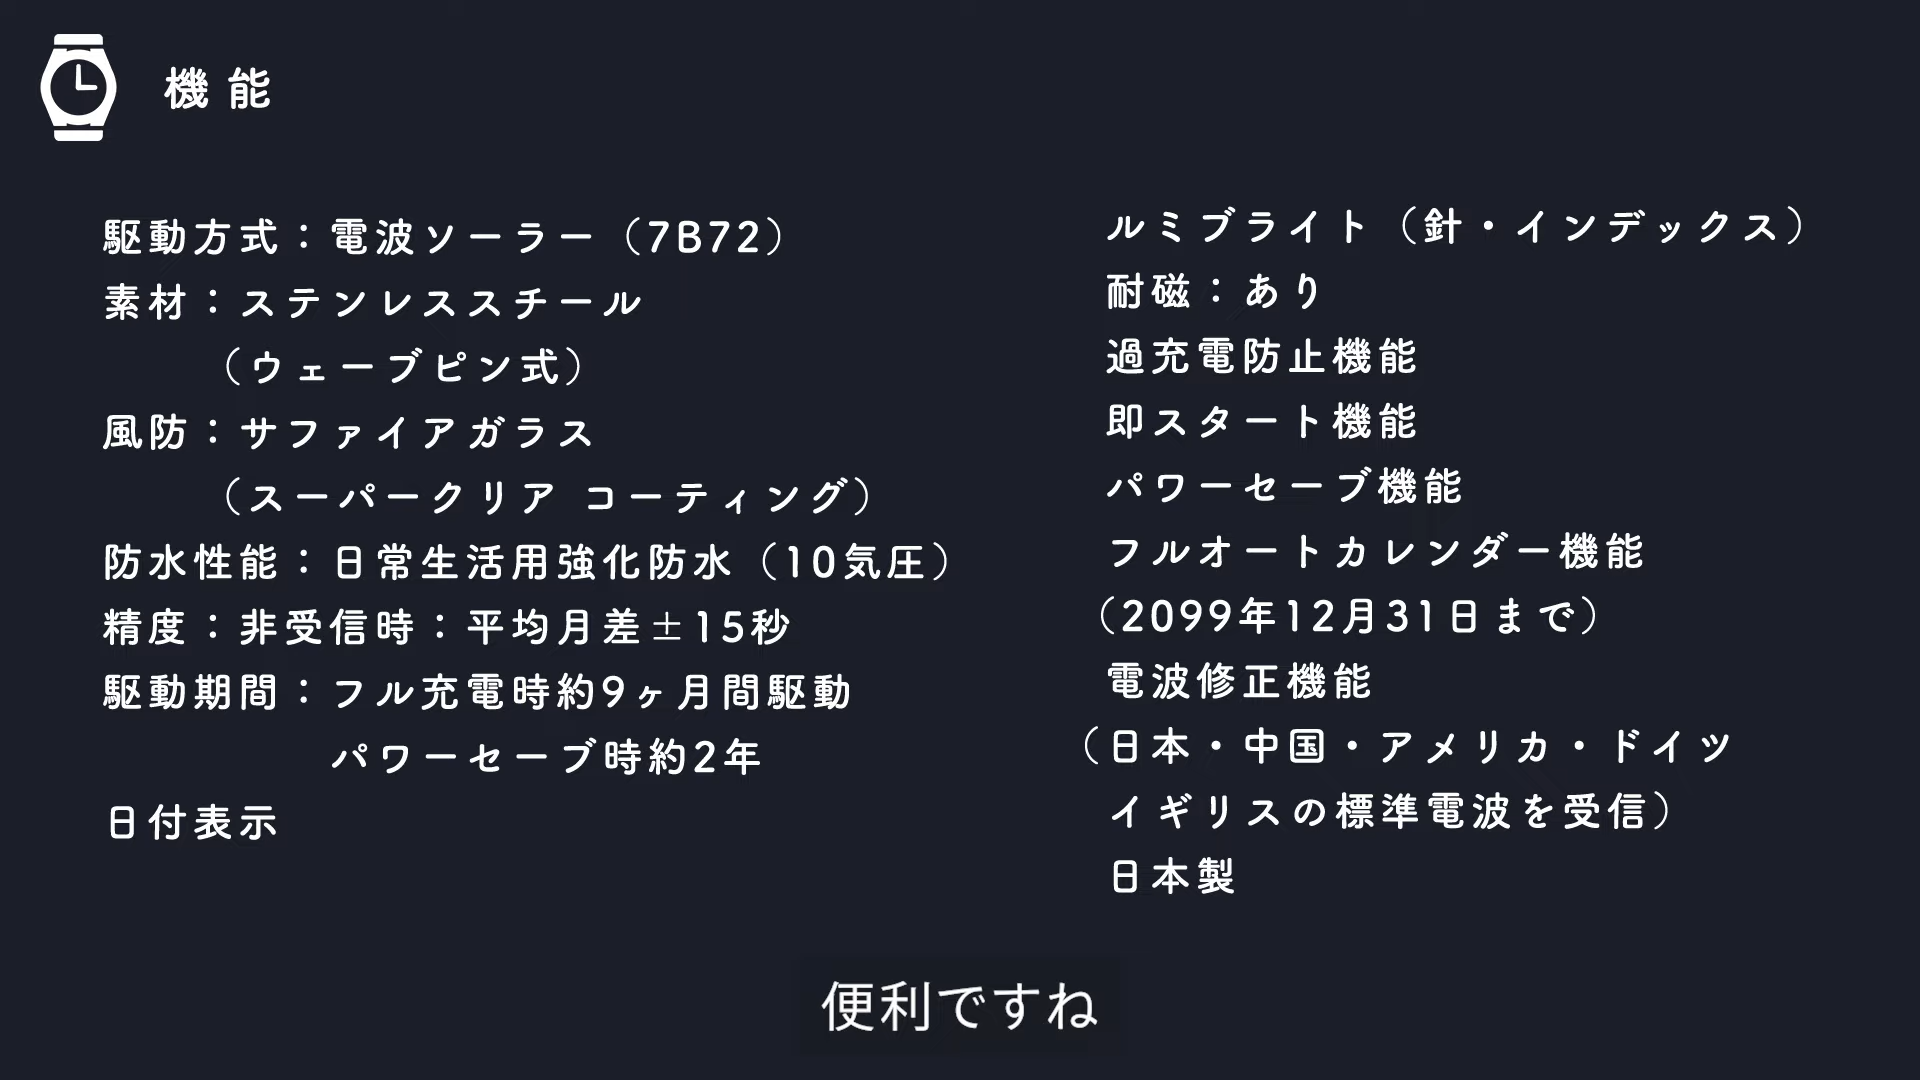 機能
駆動方式：電波ソーラー（7B72）
素材：ステンレススチール
（ウェーブピン式）
風防：サファイアガラス
（スーパークリア コーティング）
防水性能：日常生活用強化防水（10気圧）
精度：非受信時：平均月差±15秒
駆動期間：フル充電時約9ヶ月間駆動
パワーセーブ時約2年
日付表示
ルミブライト（針・インデックス）
耐磁：あり
過充電防止機能
即スタート機能
パワーセーブ機能
フルオートカレンダー機能
（2099年12月31日まで）
電波修正機能
（日本・中国・アメリカ・ドイツ
イギリスの標準電波を受信）
日本製
便利ですね